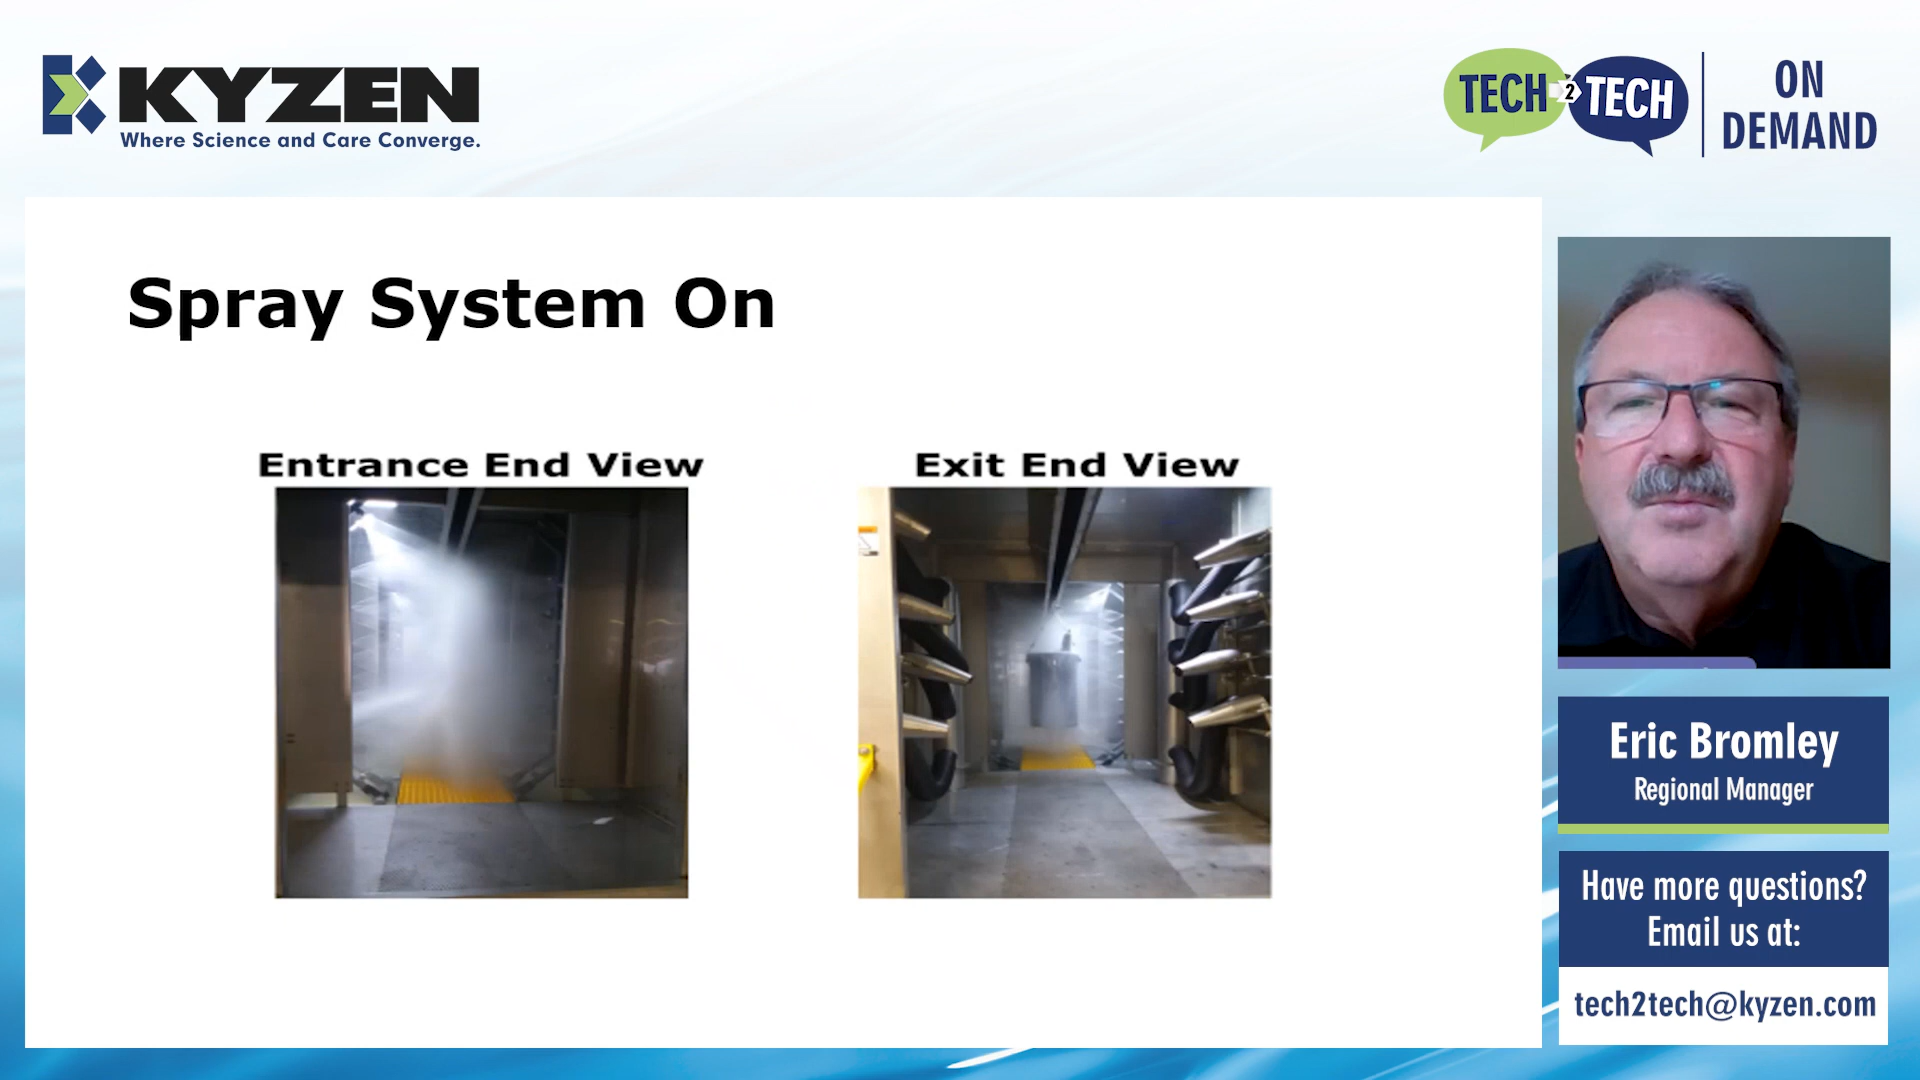 KYZEN
Where Science and Care Converge.
TECH 2 TECH
ON
DEMAND
Spray System On
Entrance End View
Exit End View
Eric Bromley
Regional Manager
Have more questions?
Email us at:
tech2tech@kyzen.com